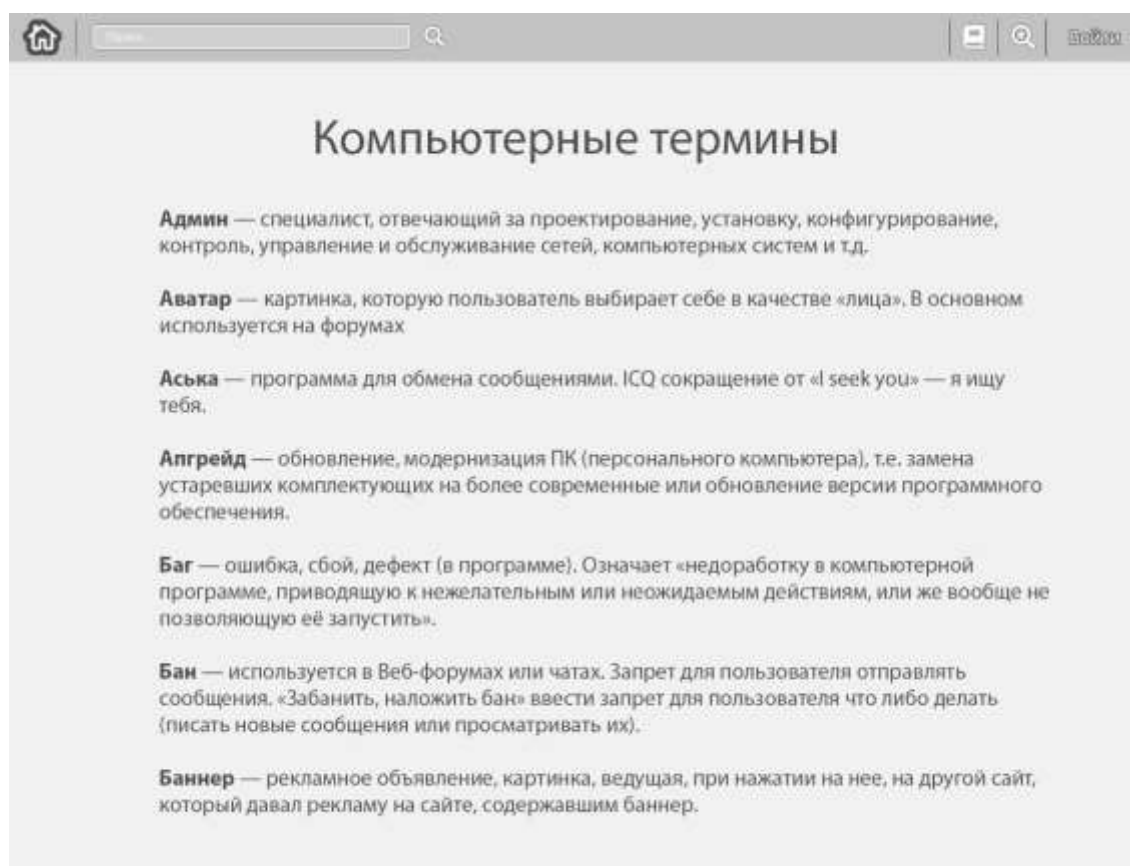 Компьютерные термины
Админ — специалист, отвечающий за проектирование, установку, конфигурирование,
контроль, управление и обслуживание сетей, компьютерных систем и т.д.
Аватар — картинка, которую пользователь выбирает себе в качестве «лица». В основном
используется на форумах
Аська — программа для обмена сообщениями. ICQ сокращение от «I seek you» — я ищу
тебя.
Апгрейд — обновление, модернизация ПК (персонального компьютера), т.е. замена
устаревших комплектующих на более современные или обновление версии программного
обеспечения.
Баг — ошибка, сбой, дефект (в программе). Означает «недоработку в компьютерной
программе, приводящую к нежелательным или неожидаемым действиям, или же вообще не
позволяющую её запустить».
Бан — используется в Веб-форумах или чатах. Запрет для пользователя отправлять
сообщения. «Забанить, наложить бан» ввести запрет для пользователя что либо делать
(писать новые сообщения или просматривать их).
Баннер — рекламное объявление, картинка, ведущая, при нажатии на нее, на другой сайт,
который давал рекламу на сайте, содержавшим баннер.